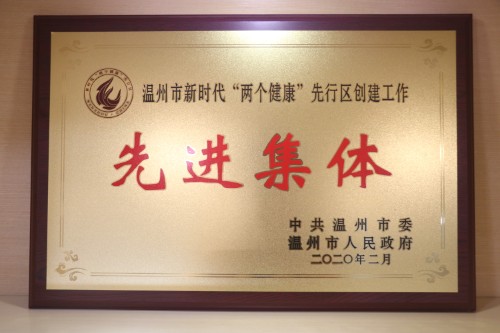 温州市新时代“两个健康”先行区创建工作
先进集体
中共温州市委
温州市人民政府
二〇二〇年二月